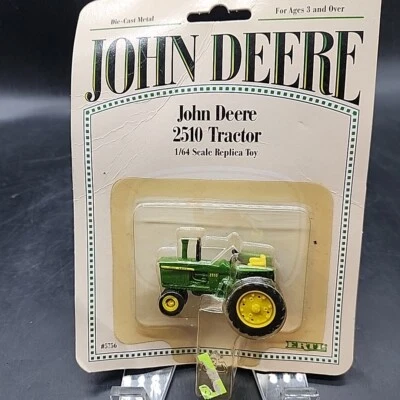 Die-Cast Metal
For Ages 3 and Over
JOHN DEERE
John Deere
2510 Tractor
1/64 Scale Replica Toy
#5756
ERTL